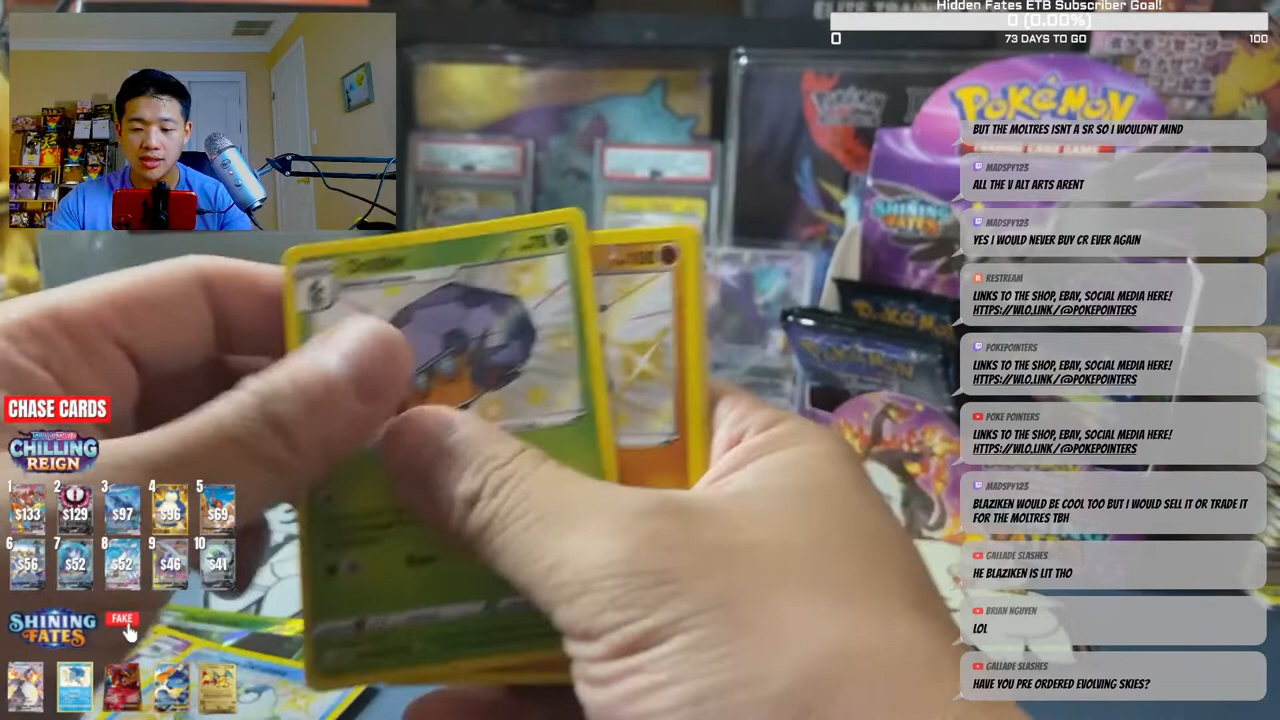 Hidden Fates ETB Subscriber Goal!
0 (0.00%)
0
73 DAYS TO GO
100
POKÉMON
SHINING
FATES
BUT THE MOLTRES ISNT A SR SO I WOULDNT MIND
MADSPY123
ALL THE V ALT ARTS ARENT
MADSPY123
YES I WOULD NEVER BUY CR EVER AGAIN
RESTREAM
LINKS TO THE SHOP, EBAY, SOCIAL MEDIA HERE!
HTTPS://WLO.LINK/@POKEPOINTERS
POKEPOINTERS
LINKS TO THE SHOP, EBAY, SOCIAL MEDIA HERE!
HTTPS://WLO.LINK/@POKEPOINTERS
POKE POINTERS
LINKS TO THE SHOP, EBAY, SOCIAL MEDIA HERE!
HTTPS://WLO.LINK/@POKEPOINTERS
MADSPY123
BLAZIKEN WOULD BE COOL TOO BUT I WOULD SELL IT OR TRADE IT
FOR THE MOLTRES TBH
GALLADE SLASHES
HE BLAZIKEN IS LIT THO
BRIAN NGUYEN
LOL
GALLADE SLASHES
HAVE YOU PRE ORDERED EVOLVING SKIES?
CHASE CARDS
CHILLING
REIGN
1 2 3 4 5
$133 $129 $97 $96 $69
6 7 8 9 10
$56 $52 $52 $46 $41
SHINING
FATES
FAKE